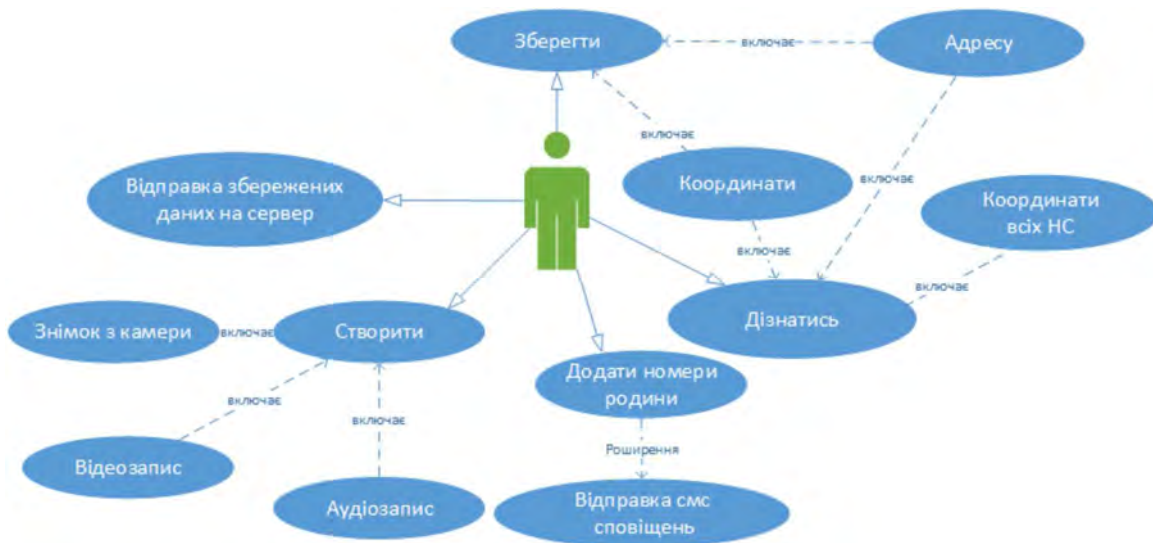 Зберегти
включає
Адресу
включає
Координати
Відправка збережених
даних на сервер
включає
Координати
всіх НС
включає
включає
Дізнатись
Знімок з камери
включає
Створити
Додати номери
родини
включає
включає
Роширення
Відеозапис
Аудіозапис
Відправка смс
сповіщень